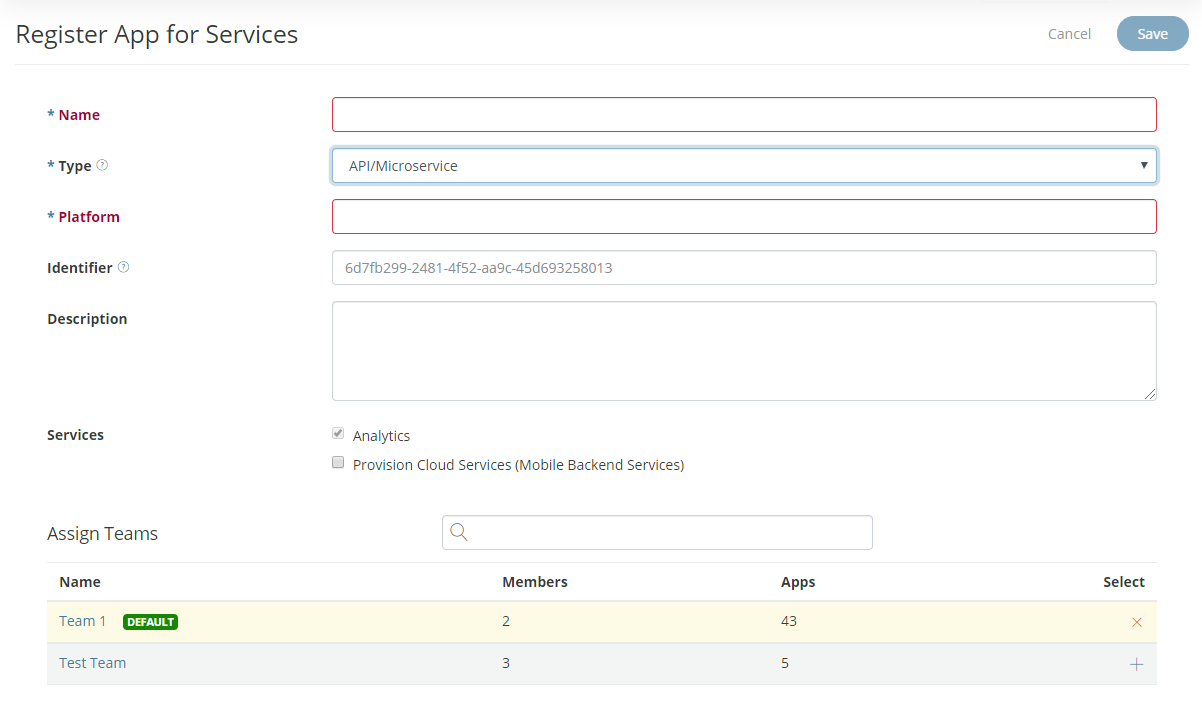 Register App for Services
Cancel
Save
* Name
* Type ?
API/Microservice
* Platform
Identifier ?
6d7fb299-2481-4f52-aa9c-45d693258013
Description
Services
Analytics
Provision Cloud Services (Mobile Backend Services)
Assign Teams
Name Members Apps Select
Team 1 DEFAULT 2 43
Test Team 3 5